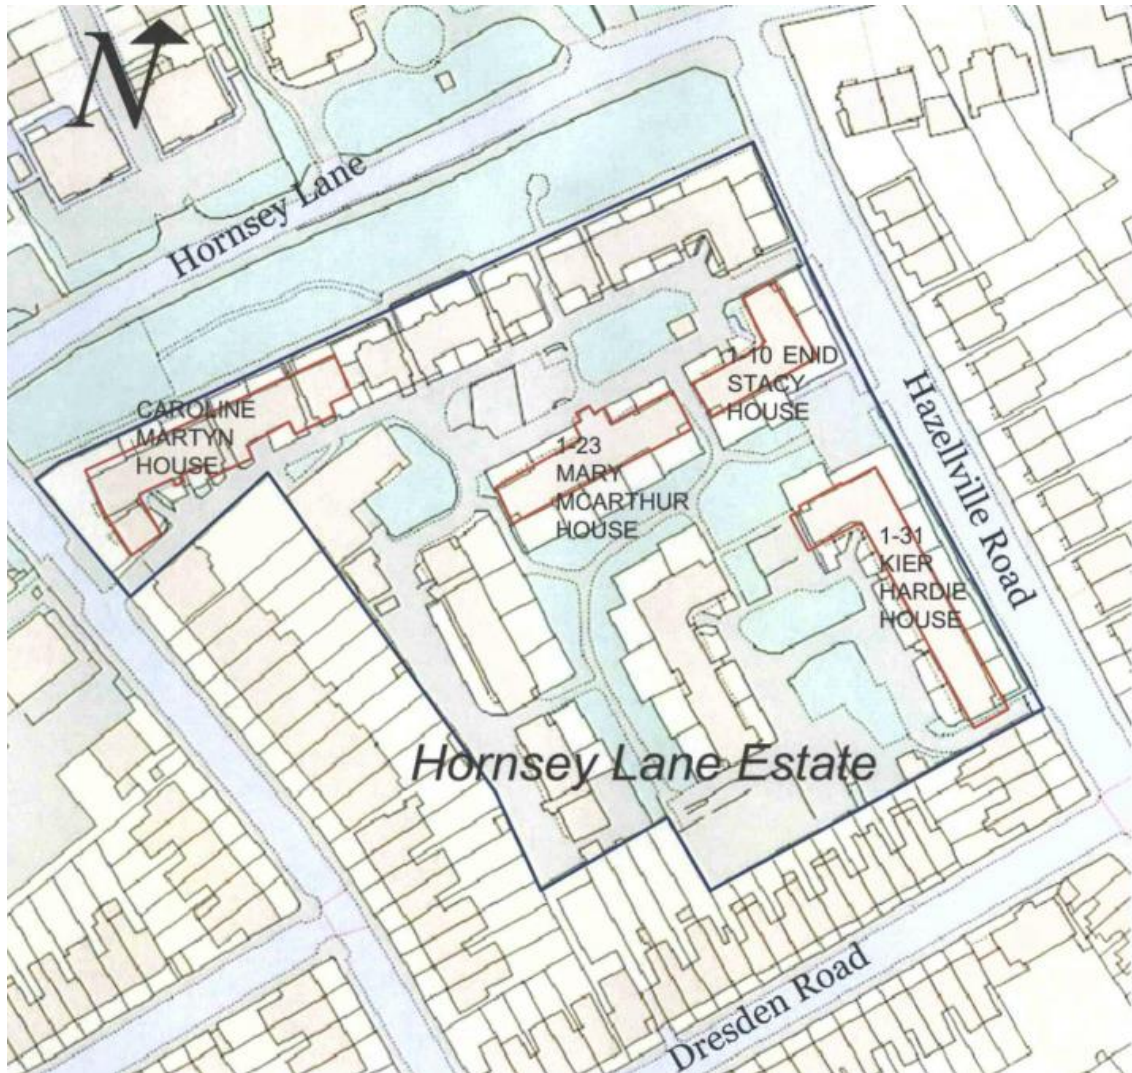 N
Hornsey Lane
CAROLINE
MARTYN
HOUSE
1-10 ENID
STACY
HOUSE
1-23
MARY
MCARTHUR
HOUSE
Hazellville Road
1-31
KIER
HARDIE
HOUSE
Hornsey Lane Estate
Dresden Road